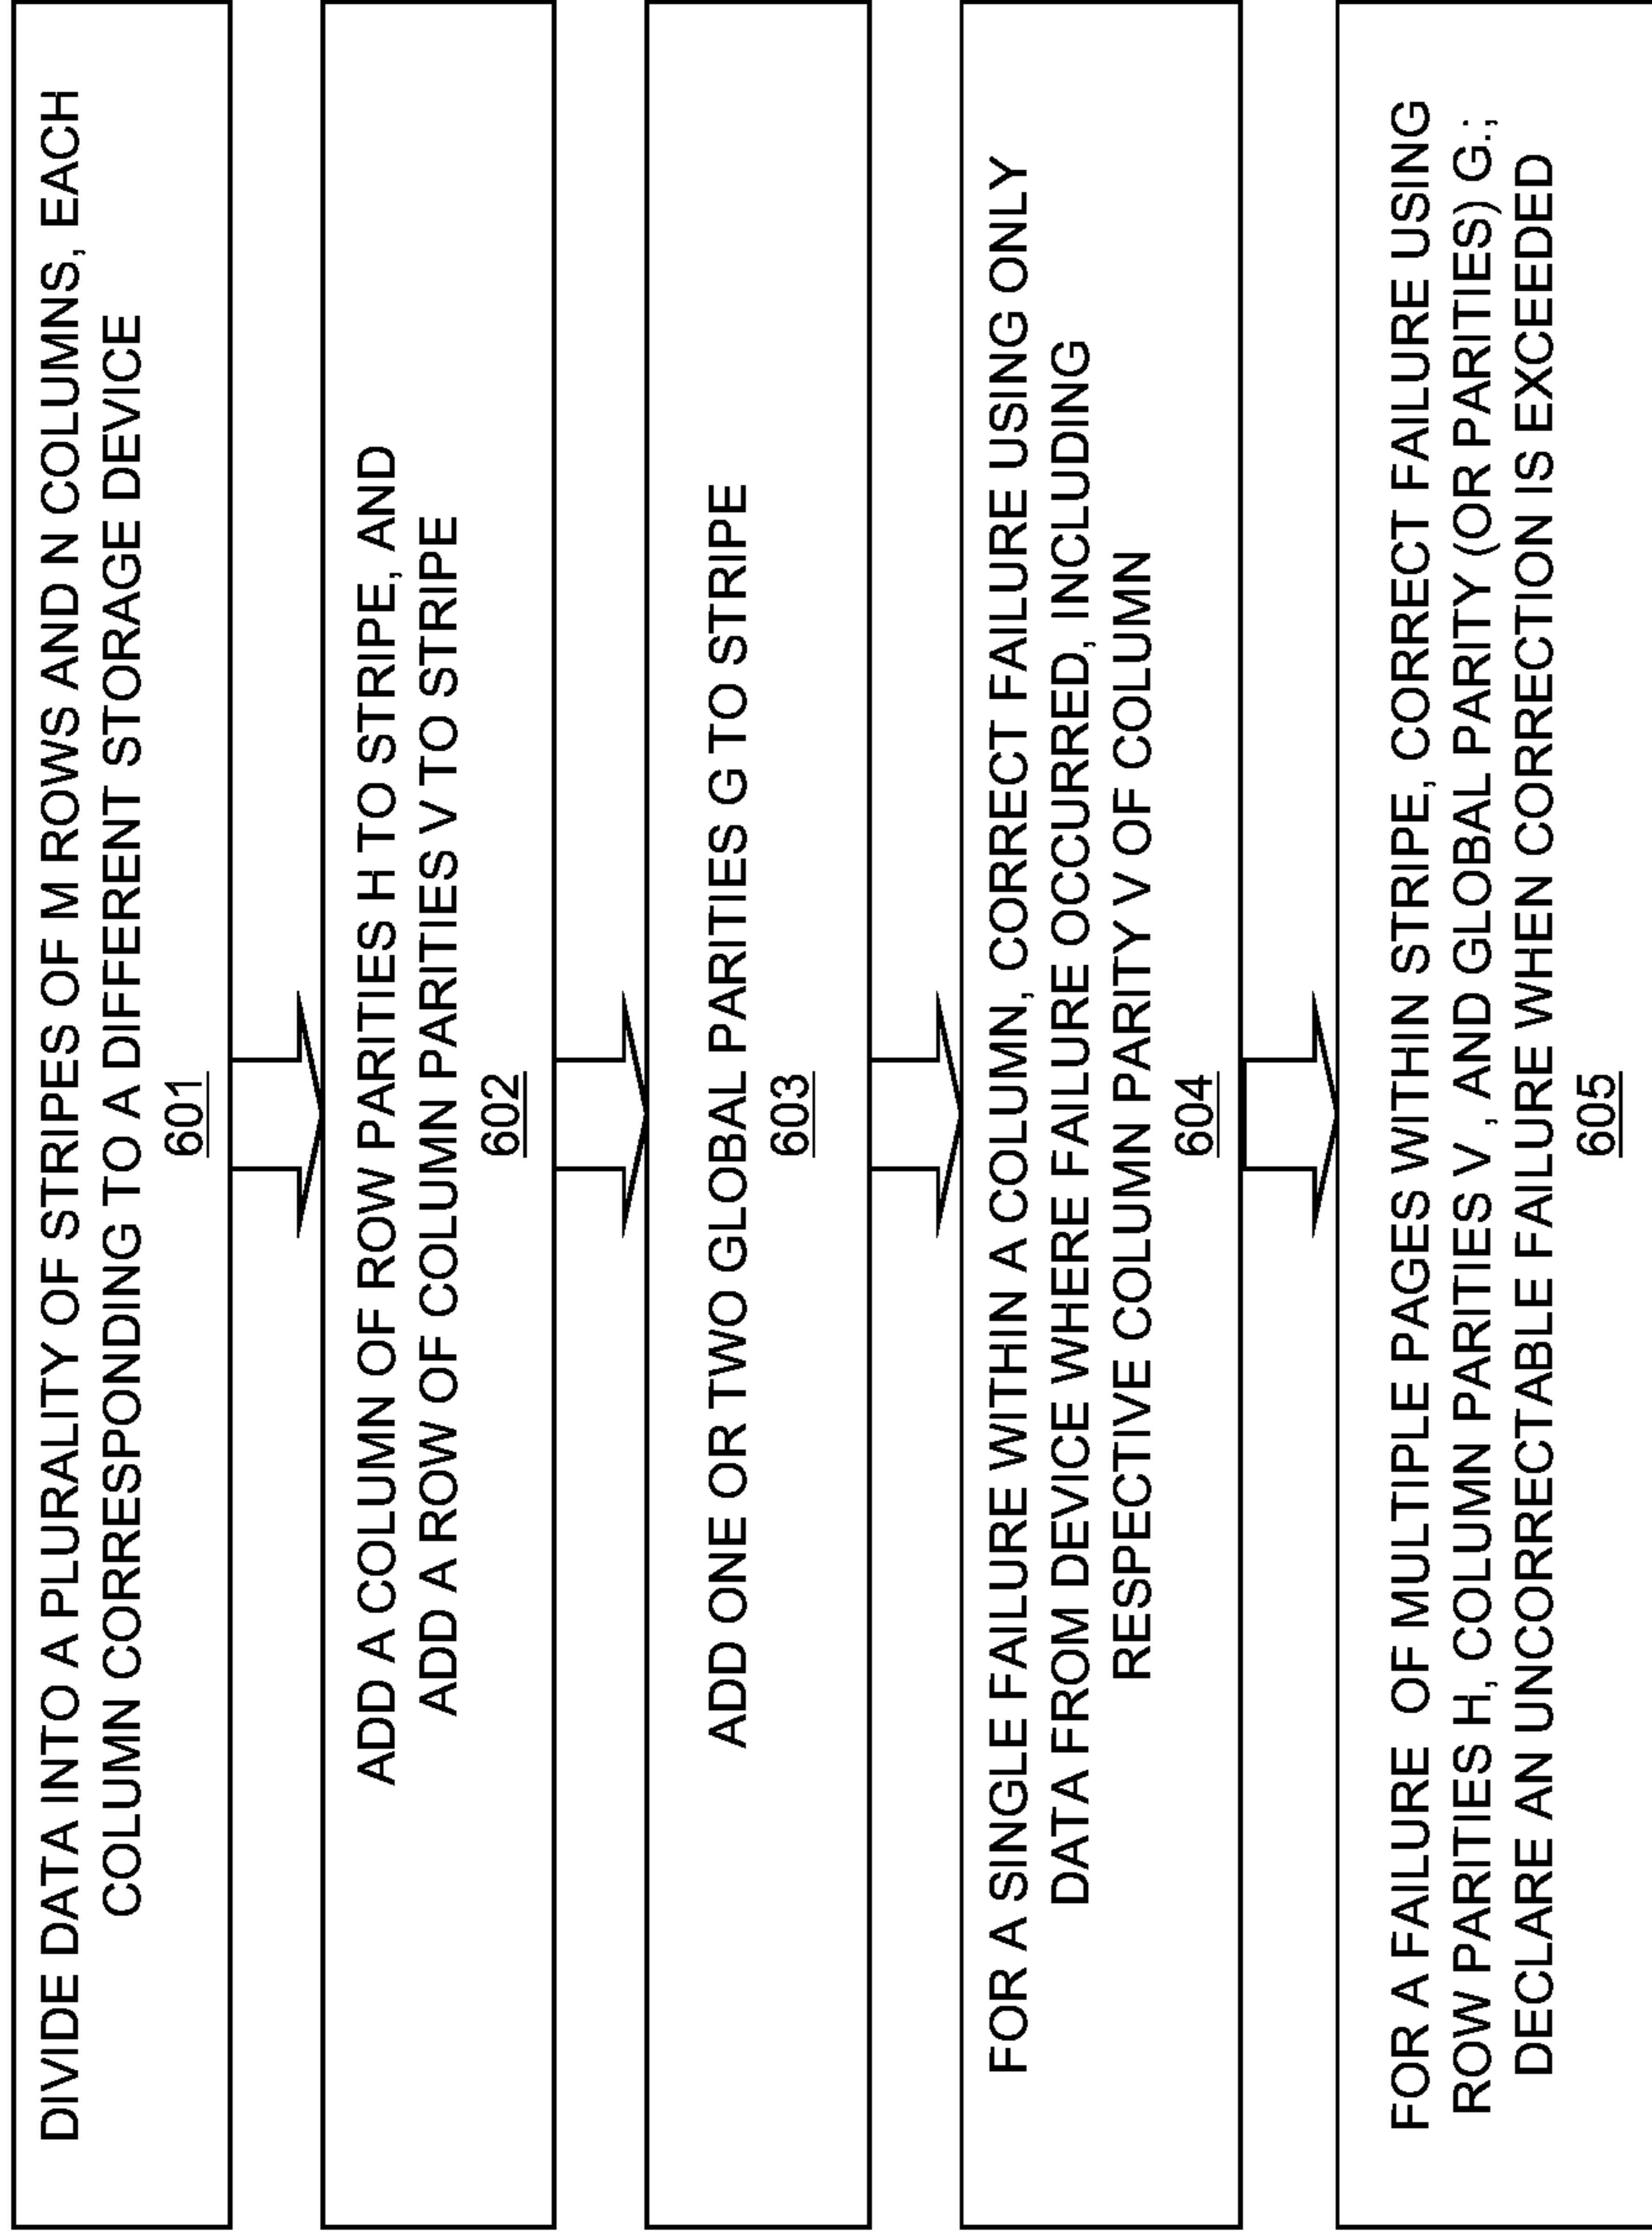 DIVIDE DATA INTO A PLURALITY OF STRIPES OF M ROWS AND N COLUMNS, EACH
COLUMN CORRESPONDING TO A DIFFERENT STORAGE DEVICE
601
ADD A COLUMN OF ROW PARITIES H TO STRIPE, AND
ADD A ROW OF COLUMN PARITIES V TO STRIPE
602
ADD ONE OR TWO GLOBAL PARITIES G TO STRIPE
603
FOR A SINGLE FAILURE WITHIN A COLUMN, CORRECT FAILURE USING ONLY
DATA FROM DEVICE WHERE FAILURE OCCURRED, INCLUDING
RESPECTIVE COLUMN PARITY V OF COLUMN
604
FOR A FAILURE OF MULTIPLE PAGES WITHIN STRIPE, CORRECT FAILURE USING
ROW PARITIES H, COLUMN PARITIES V , AND GLOBAL PARITY (OR PARITIES) G.;
DECLARE AN UNCORRECTABLE FAILURE WHEN CORRECTION IS EXCEEDED
605